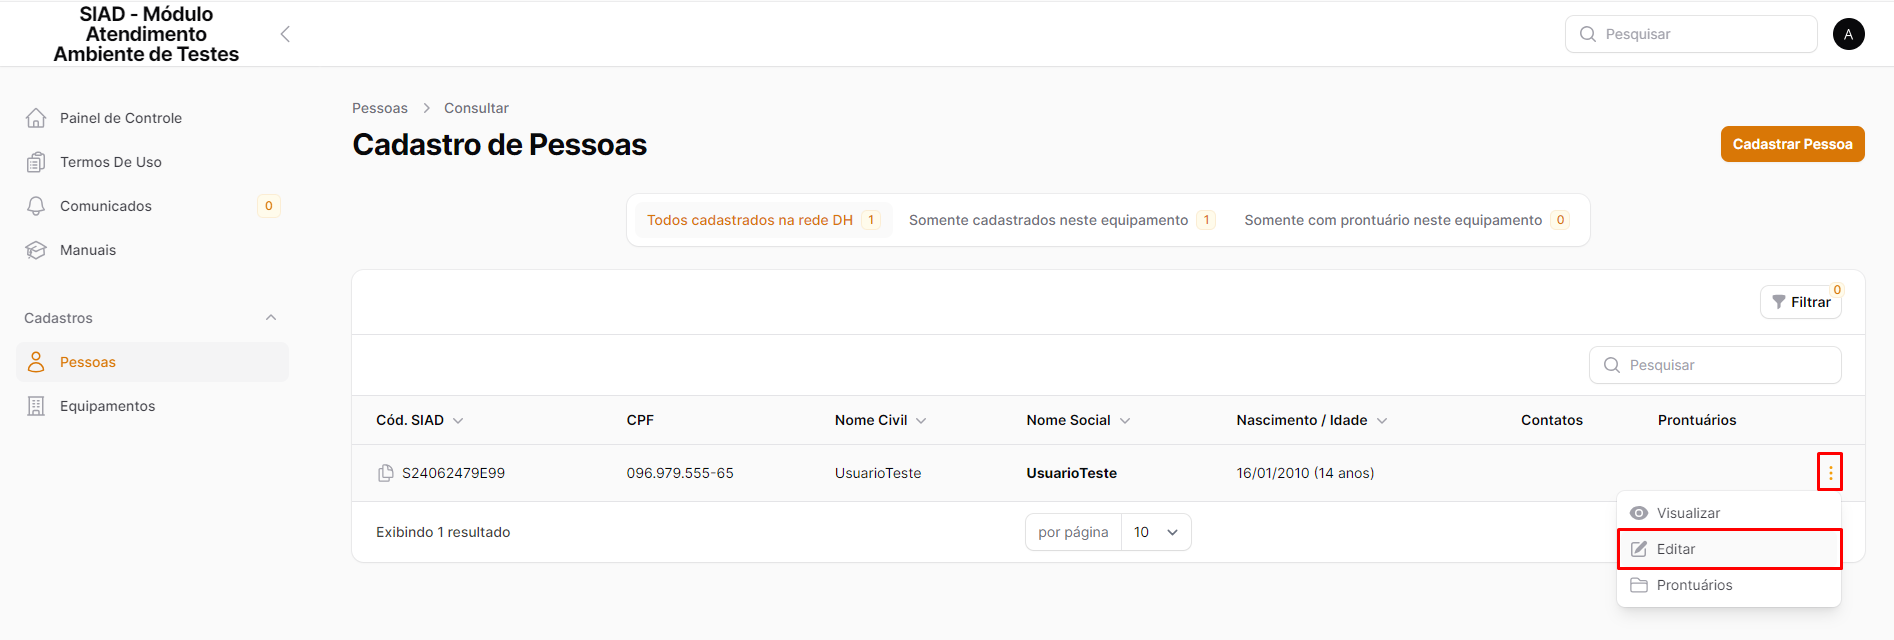 SIAD - Módulo
Atendimento
Ambiente de Testes
Pesquisar
A
Painel de Controle
Termos De Uso
Comunicados 0
Manuais
Cadastros
Pessoas
Equipamentos
Pessoas > Consultar
Cadastro de Pessoas
Cadastrar Pessoa
Todos cadastrados na rede DH 1 Somente cadastrados neste equipamento 1 Somente com prontuário neste equipamento 0
Filtrar 0
Pesquisar
Cód. SIAD CPF Nome Civil Nome Social Nascimento / Idade Contatos Prontuários
S24062479E99 096.979.555-65 UsuarioTeste UsuarioTeste 16/01/2010 (14 anos)
Exibindo 1 resultado por página 10
Visualizar
Editar
Prontuários